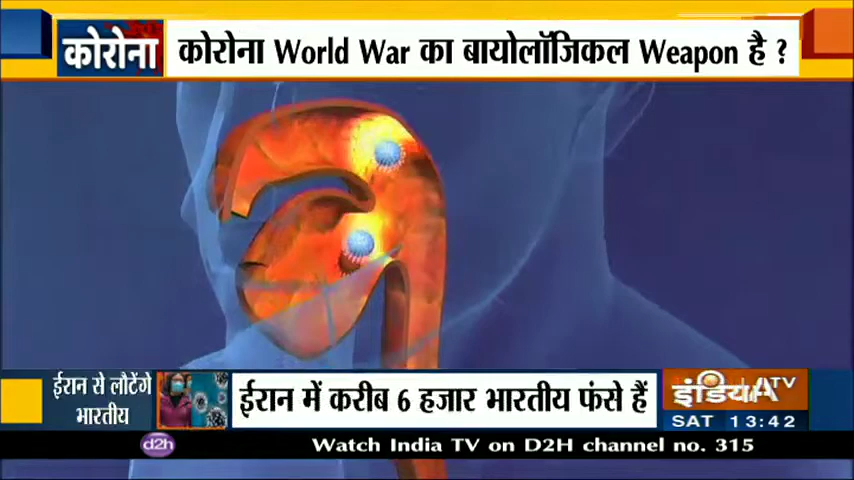 कोरोना
कोरोना World War का बायोलॉजिकल Weapon है ?
ईरान से लौटेंगे
भारतीय
ईरान में करीब 6 हजार भारतीय फंसे हैं
SAT 13:42
d2h
Watch India TV on D2H channel no. 315